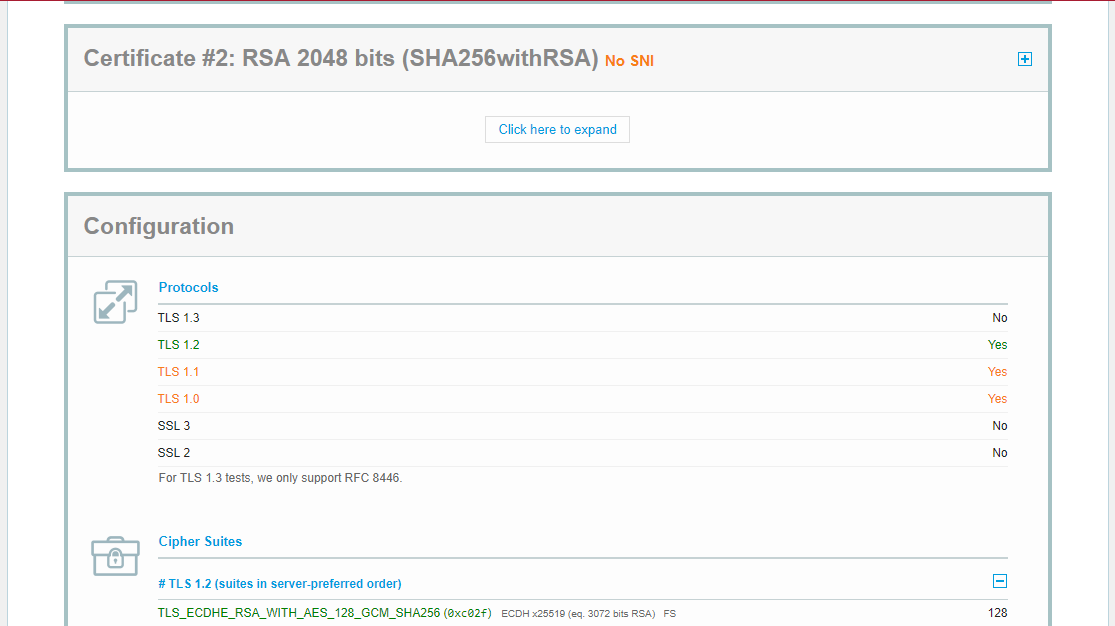 Certificate #2: RSA 2048 bits (SHA256withRSA) No SNI
Click here to expand
Configuration
Protocols
TLS 1.3 No
TLS 1.2 Yes
TLS 1.1 Yes
TLS 1.0 Yes
SSL 3 No
SSL 2 No
For TLS 1.3 tests, we only support RFC 8446.
Cipher Suites
# TLS 1.2 (suites in server-preferred order)
TLS_ECDHE_RSA_WITH_AES_128_GCM_SHA256 (0xc02f) ECDH x25519 (eq. 3072 bits RSA) FS 128